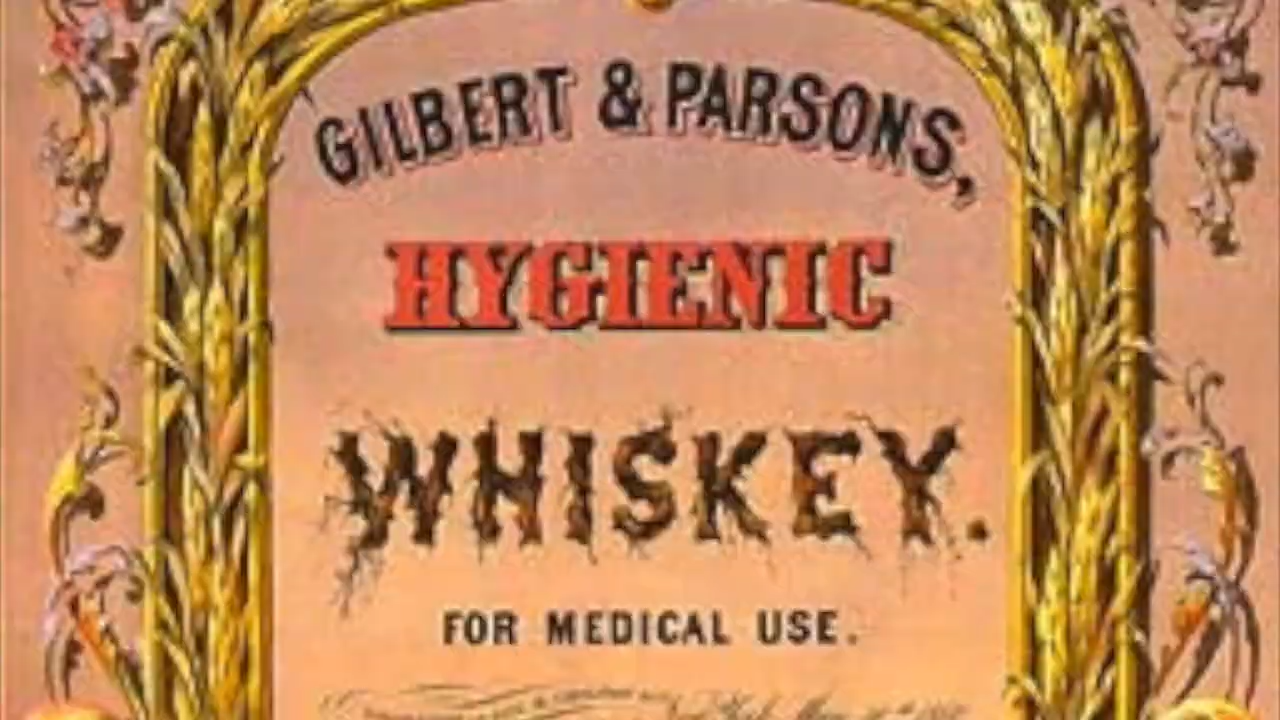 GILBERT & PARSONS,
HYGIENIC
WHISKEY.
FOR MEDICAL USE.